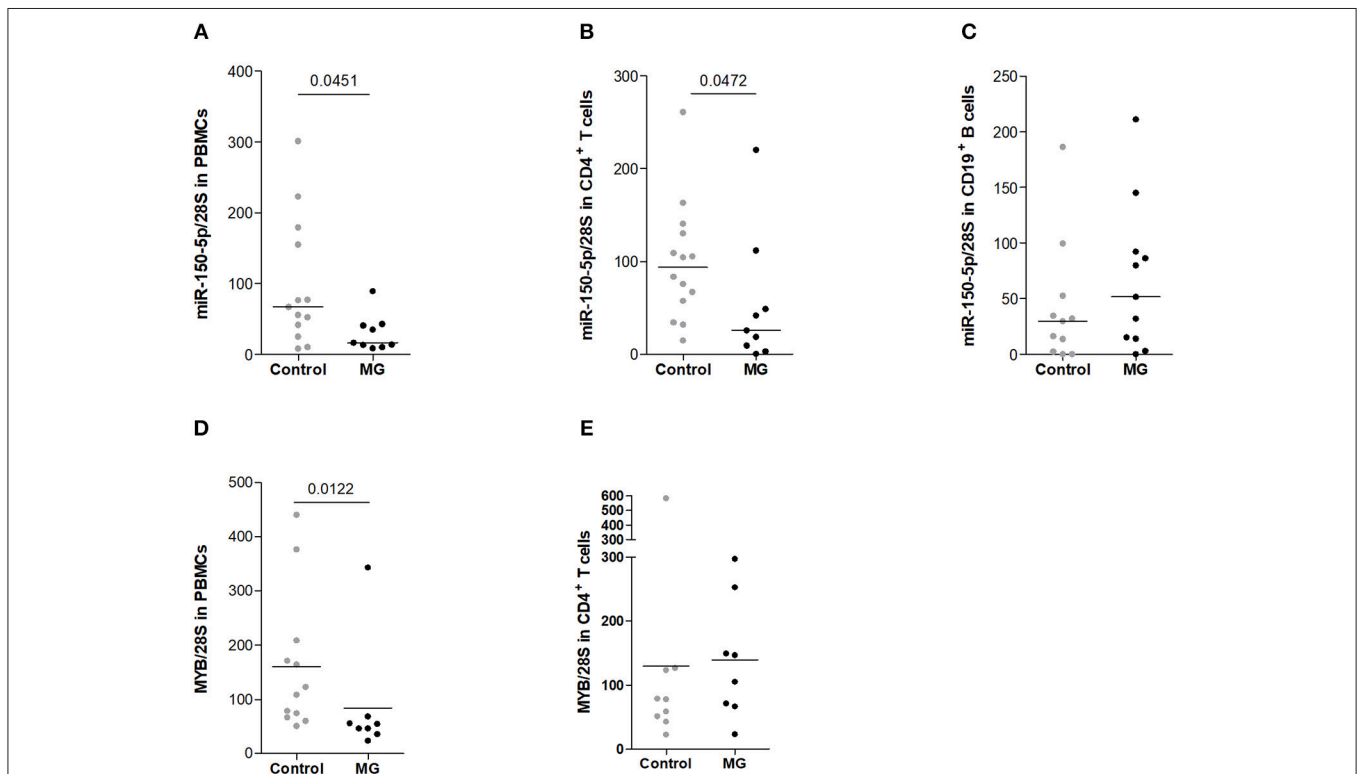 A
miR-150-5p/28S in PBMCs
400
300
200
100
0
0.0451
Control MG
B
miR-150-5p/28S in CD4+ T cells
300
200
100
0
0.0472
Control MG
C
miR-150-5p/28S in CD19+ B cells
250
200
150
100
50
0
Control MG
D
MYB/28S in PBMCs
500
400
300
200
100
0
0.0122
Control MG
E
MYB/28S in CD4+ T cells
600
500
400
300
300
200
100
0
Control MG